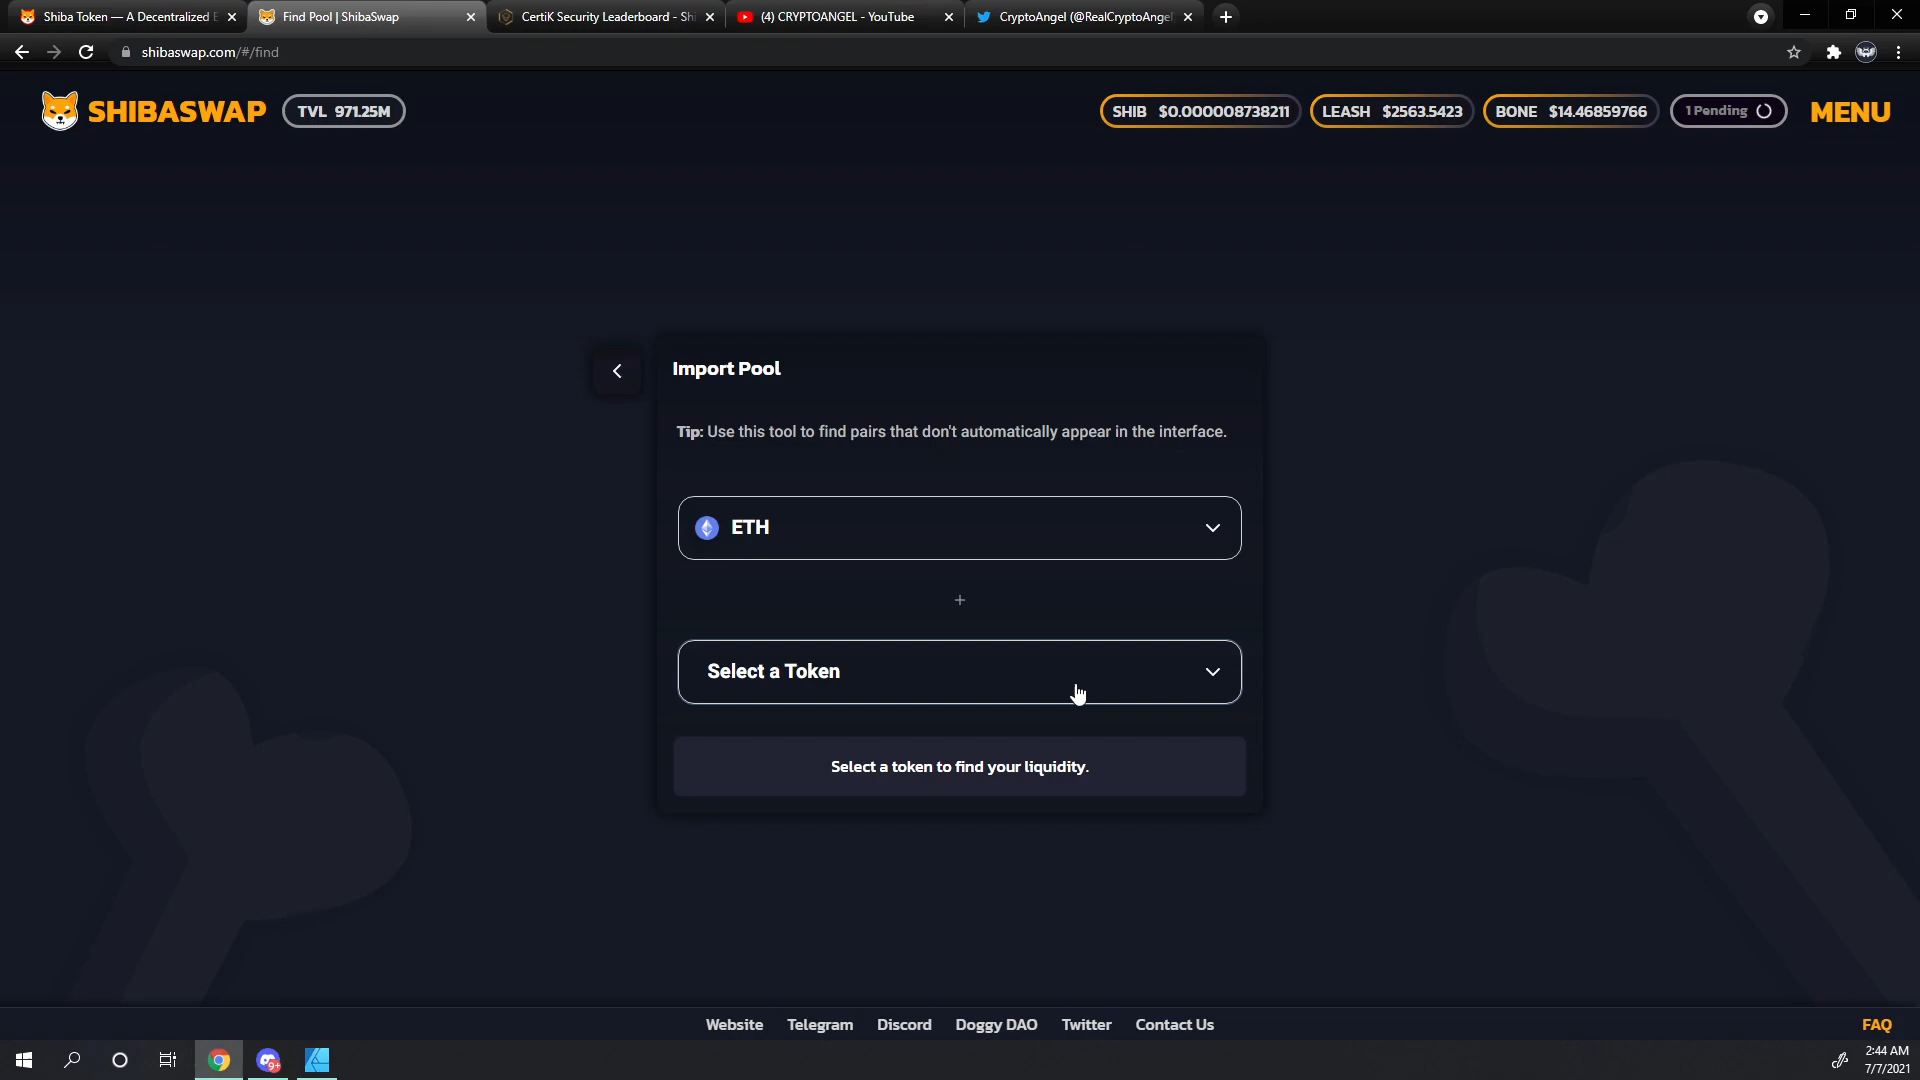 Shiba Token — A Decentralized E
Find Pool | ShibaSwap
CertiK Security Leaderboard - Shi
(4) CRYPTOANGEL - YouTube
CryptoAngel (@RealCryptoAngel
shibaswap.com/#/find
SHIBASWAP
TVL 971.25M
SHIB $0.000008738211
LEASH $2563.5423
BONE $14.46859766
1 Pending
MENU
Import Pool
Tip: Use this tool to find pairs that don't automatically appear in the interface.
ETH
+
Select a Token
Select a token to find your liquidity.
Website
Telegram
Discord
Doggy DAO
Twitter
Contact Us
FAQ
9+
2:44 AM
7/7/2021